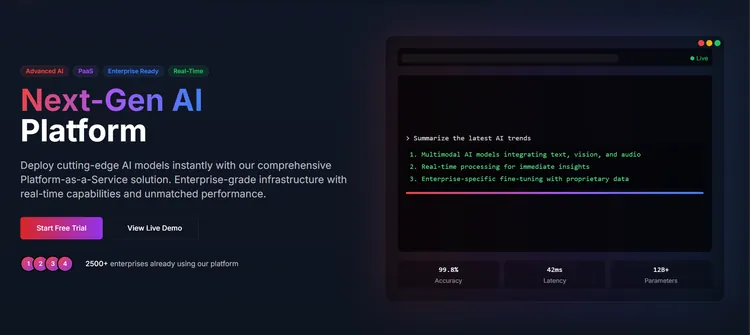 Advanced AI
PaaS
Enterprise Ready
Real-Time
Next-Gen AI
Platform
Deploy cutting-edge AI models instantly with our comprehensive
Platform-as-a-Service solution. Enterprise-grade infrastructure with
real-time capabilities and unmatched performance.
Start Free Trial
View Live Demo
1 2 3 4
2500+ enterprises already using our platform
Live
> Summarize the latest AI trends
1. Multimodal AI models integrating text, vision, and audio
2. Real-time processing for immediate insights
3. Enterprise-specific fine-tuning with proprietary data
99.8%
Accuracy
42ms
Latency
128+
Parameters